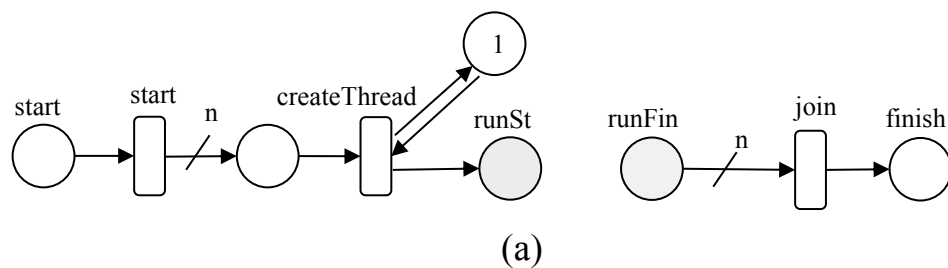 1
start
start
n
createThread
runSt
runFin
n
join
finish
(a)